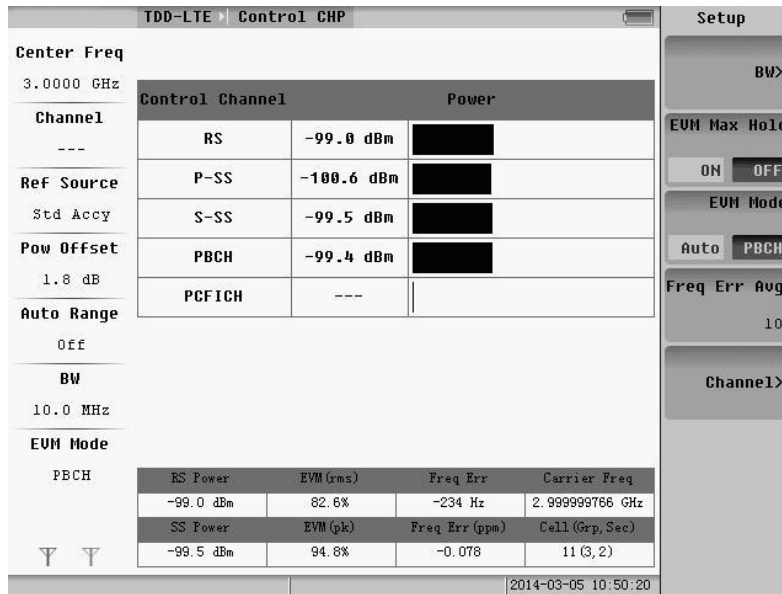 TDD-LTE Control CHP
Setup
Center Freq
3.0000 GHz
Channel
---
Ref Source
Std Accy
Pow Offset
1.8 dB
Auto Range
Off
BW
10.0 MHz
EVM Mode
PBCH
Control Channel Power
RS -99.0 dBm
P-SS -100.6 dBm
S-SS -99.5 dBm
PBCH -99.4 dBm
PCFICH ---
RS Power EVM(rms) Freq Err Carrier Freq
-99.0 dBm 82.6% -234 Hz 2.999999766 GHz
SS Power EVM(pk) Freq Err(ppm) Cell(Grp,Sec)
-99.5 dBm 94.8% -0.078 11(3,2)
2014-03-05 10:50:20
BW>
EVM Max Hold
ON OFF
EVM Mode
Auto PBCH
Freq Err Avg
10
Channel>